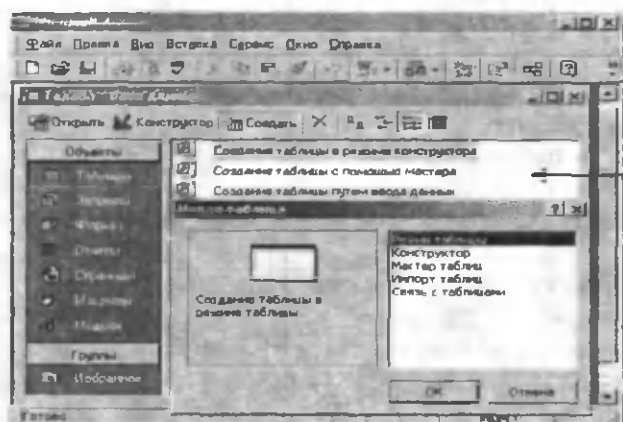 Файл Правка Вид Вставка Сервис Окно Справка
Открыть Конструктор Создать
Объекты
Таблицы
Запросы
Формы
Отчеты
Страницы
Макросы
Модули
Группы
Избранное
Создание таблицы в режиме конструктора
Создание таблицы с помощью мастера
Создание таблицы путем ввода данных
Новая таблица
Создание таблицы в
режиме таблицы
Режим таблицы
Конструктор
Мастер таблиц
Импорт таблиц
Связь с таблицами
ОК Отмена
Готово